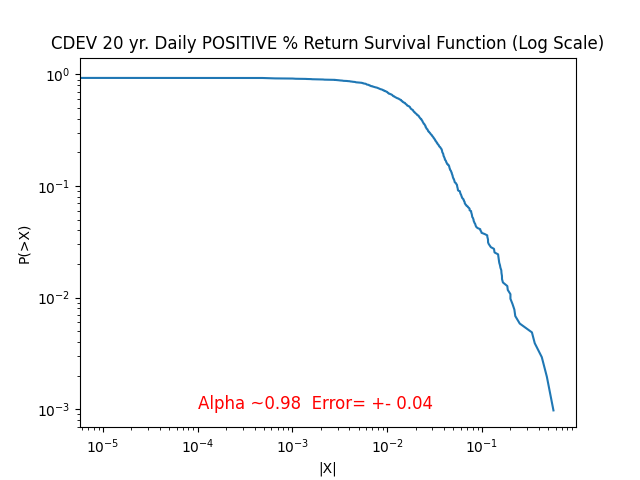 CDEV 20 yr. Daily POSITIVE % Return Survival Function (Log Scale)
10⁰
10⁻¹
10⁻²
10⁻³
P(>X)
Alpha ~0.98  Error= +- 0.04
10⁻⁵ 10⁻⁴ 10⁻³ 10⁻² 10⁻¹
|X|